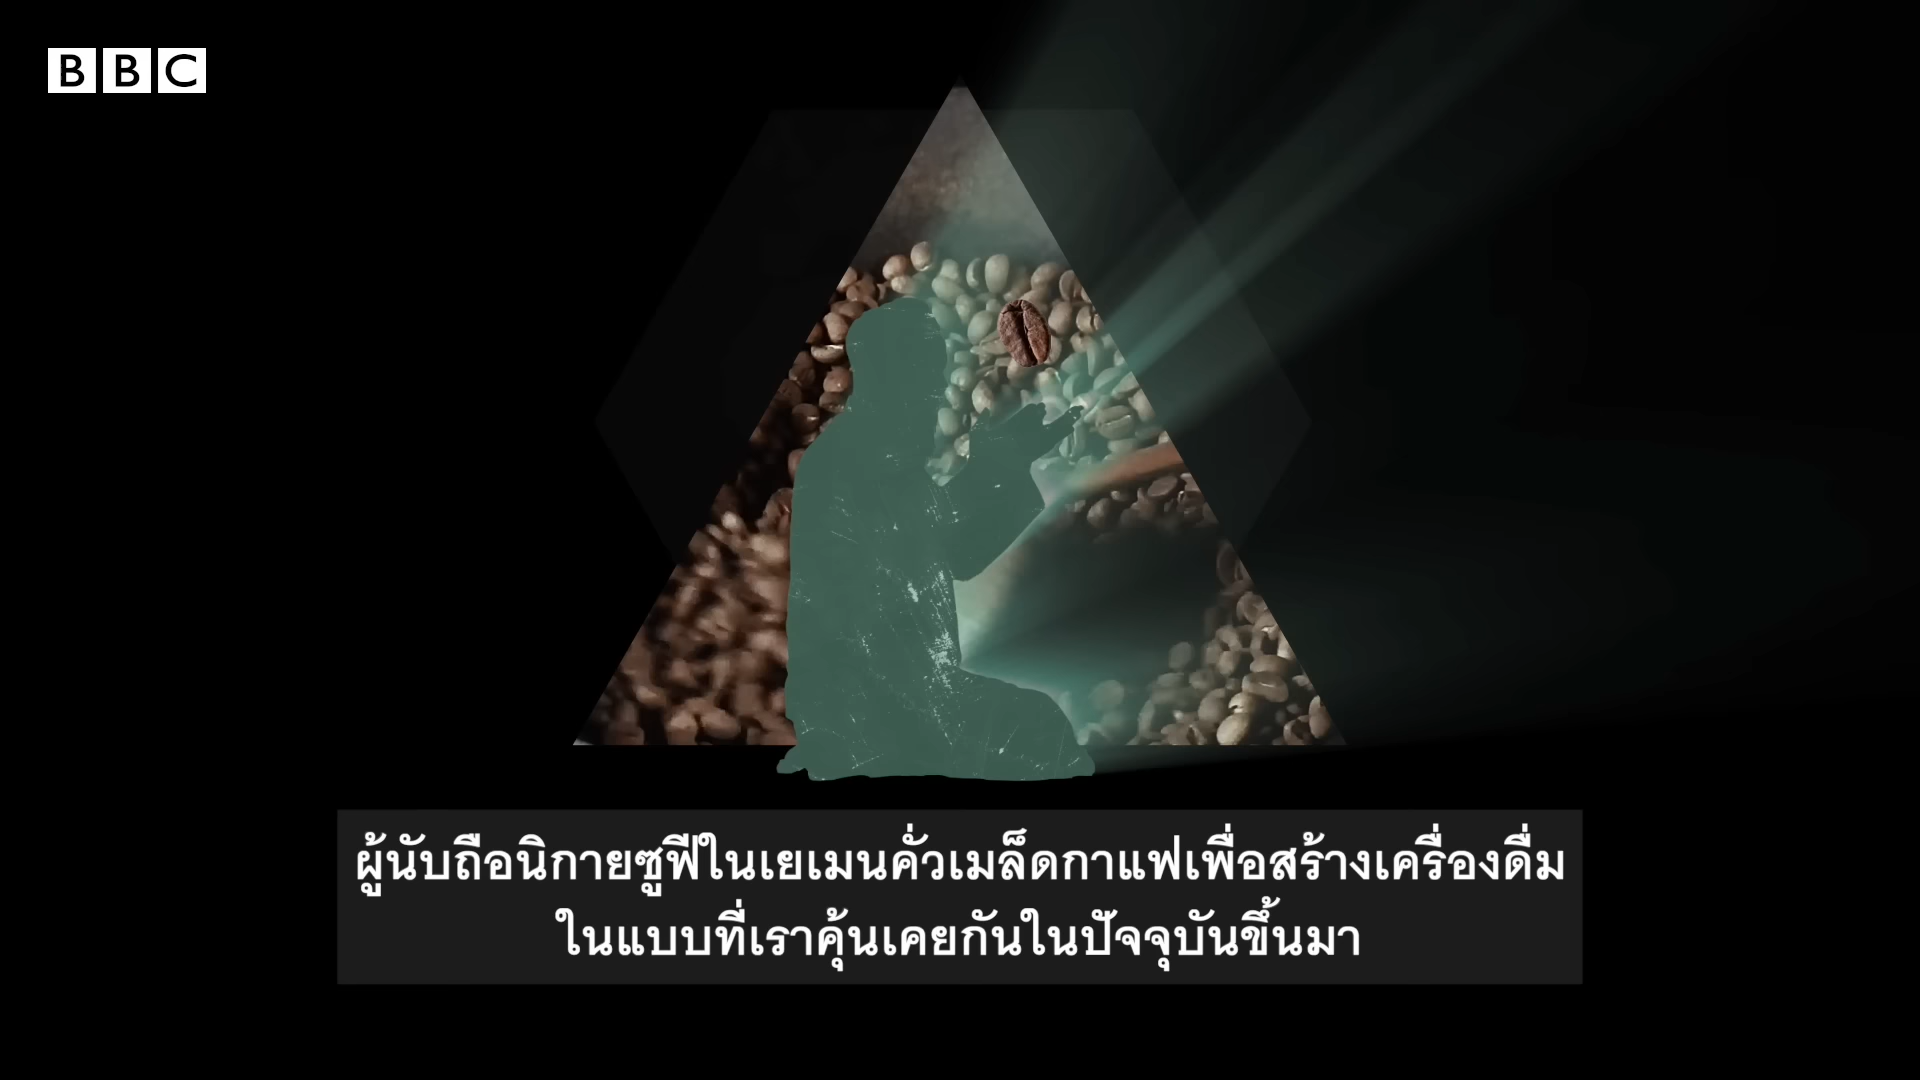 BBC
ผู้นับถือนิกายซูฟีในเยเมนคั่วเมล็ดกาแฟเพื่อสร้างเครื่องดื่ม
ในแบบที่เราคุ้นเคยกันในปัจจุบันขึ้นมา